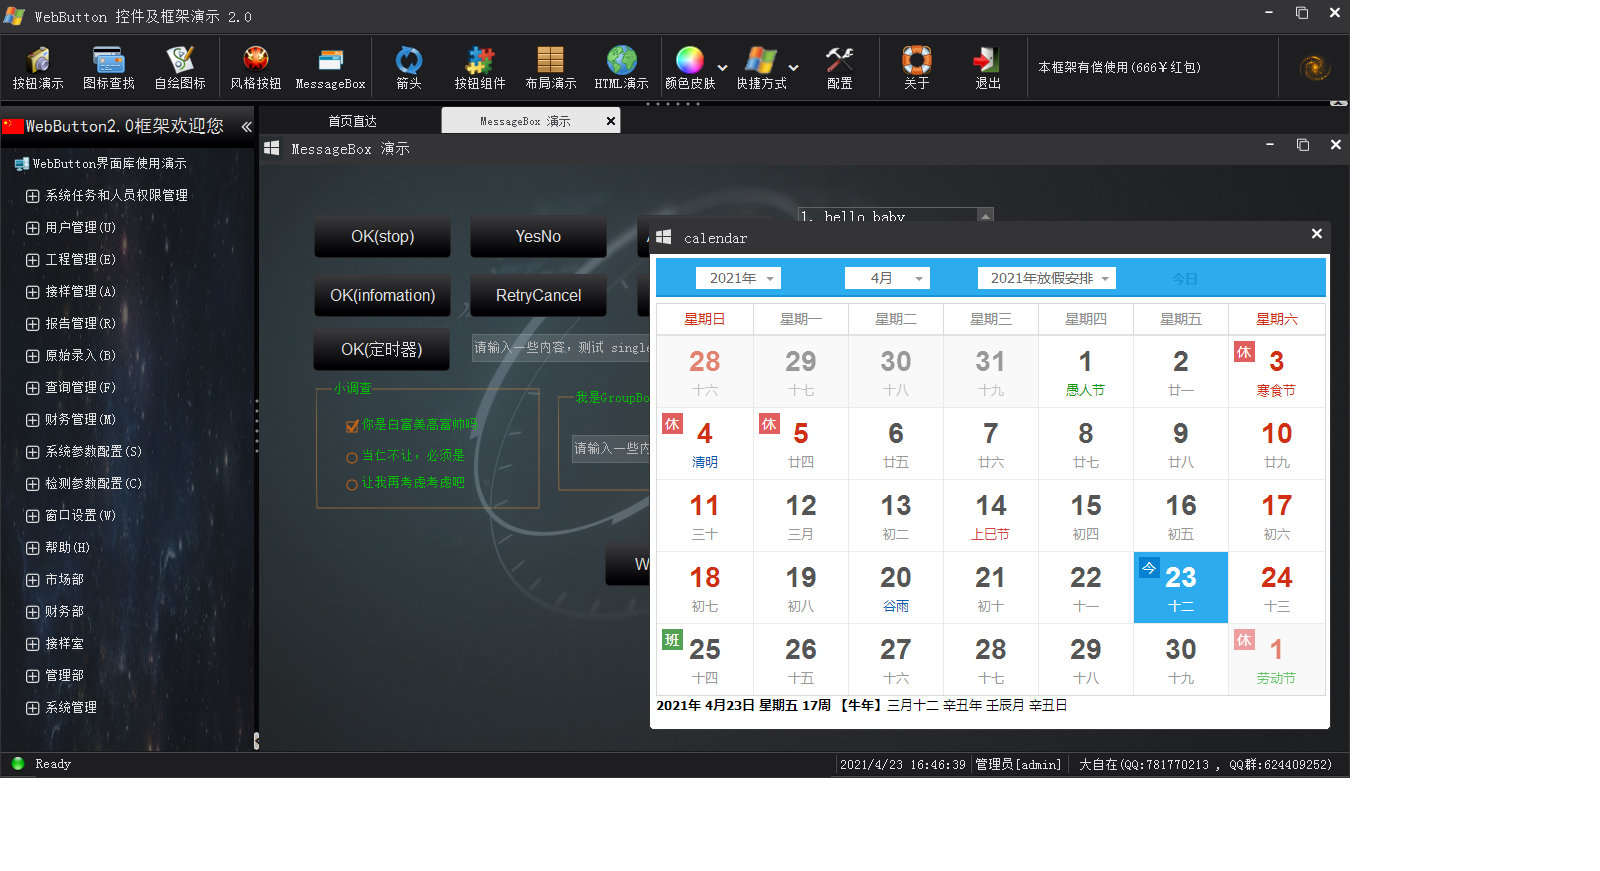 WebButton 控件及框架演示 2.0
按钮演示 图标查找 自绘图标 风格按钮 MessageBox 箭头 按钮组件 布局演示 HTML演示 颜色皮肤 快捷方式 配置 关于 退出 本框架有偿使用(666￥红包)
WebButton2.0框架欢迎您 «
首页直达 MessageBox 演示
MessageBox 演示
WebButton界面库使用演示
系统任务和人员权限管理
用户管理(U)
工程管理(E)
接样管理(A)
报告管理(R)
原始录入(B)
查询管理(F)
财务管理(M)
系统参数配置(S)
检测参数配置(C)
窗口设置(W)
帮助(H)
市场部
财务部
接样室
管理部
系统管理
1. hello baby
OK(stop) YesNo
OK(infomation) RetryCancel
OK(定时器) 请输入一些内容，测试 single
小调查
你是白富美高富帅吗
当仁不让，必须是
让我再考虑考虑吧
我是GroupBo
请输入一些内
W
calendar
2021年 4月 2021年放假安排 今日
星期日 星期一 星期二 星期三 星期四 星期五 星期六
28 29 30 31 1 2 休 3
十六 十七 十八 十九 愚人节 廿一 寒食节
休 4 休 5 6 7 8 9 10
清明 廿四 廿五 廿六 廿七 廿八 廿九
11 12 13 14 15 16 17
三十 三月 初二 上巳节 初四 初五 初六
18 19 20 21 22 今 23 24
初七 初八 谷雨 初十 十一 十二 十三
班 25 26 27 28 29 30 休 1
十四 十五 十六 十七 十八 十九 劳动节
2021年 4月23日 星期五 17周 【牛年】三月十二 辛丑年 壬辰月 辛丑日
Ready 2021/4/23 16:46:39 管理员[admin] 大自在(QQ:781770213 , QQ群:624409252)